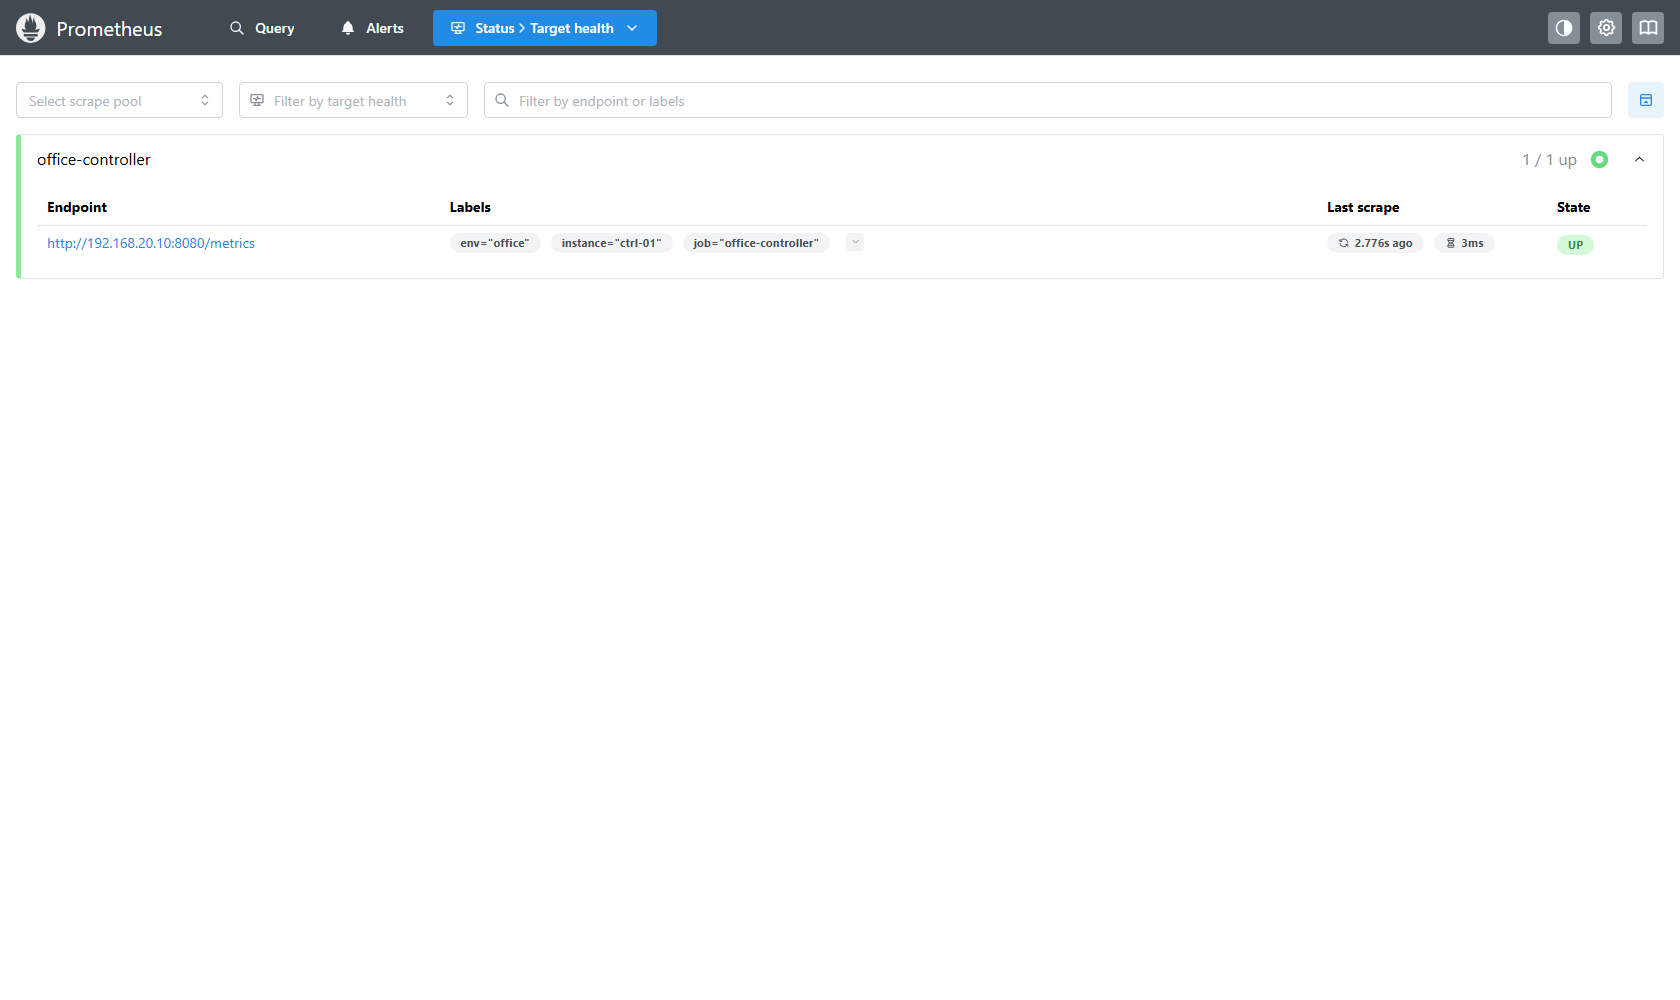 Prometheus Query Alerts Status > Target health
Select scrape pool Filter by target health Filter by endpoint or labels
office-controller 1 / 1 up
Endpoint Labels Last scrape State
http://192.168.20.10:8080/metrics env="office" instance="ctrl-01" job="office-controller" 2.776s ago 3ms UP